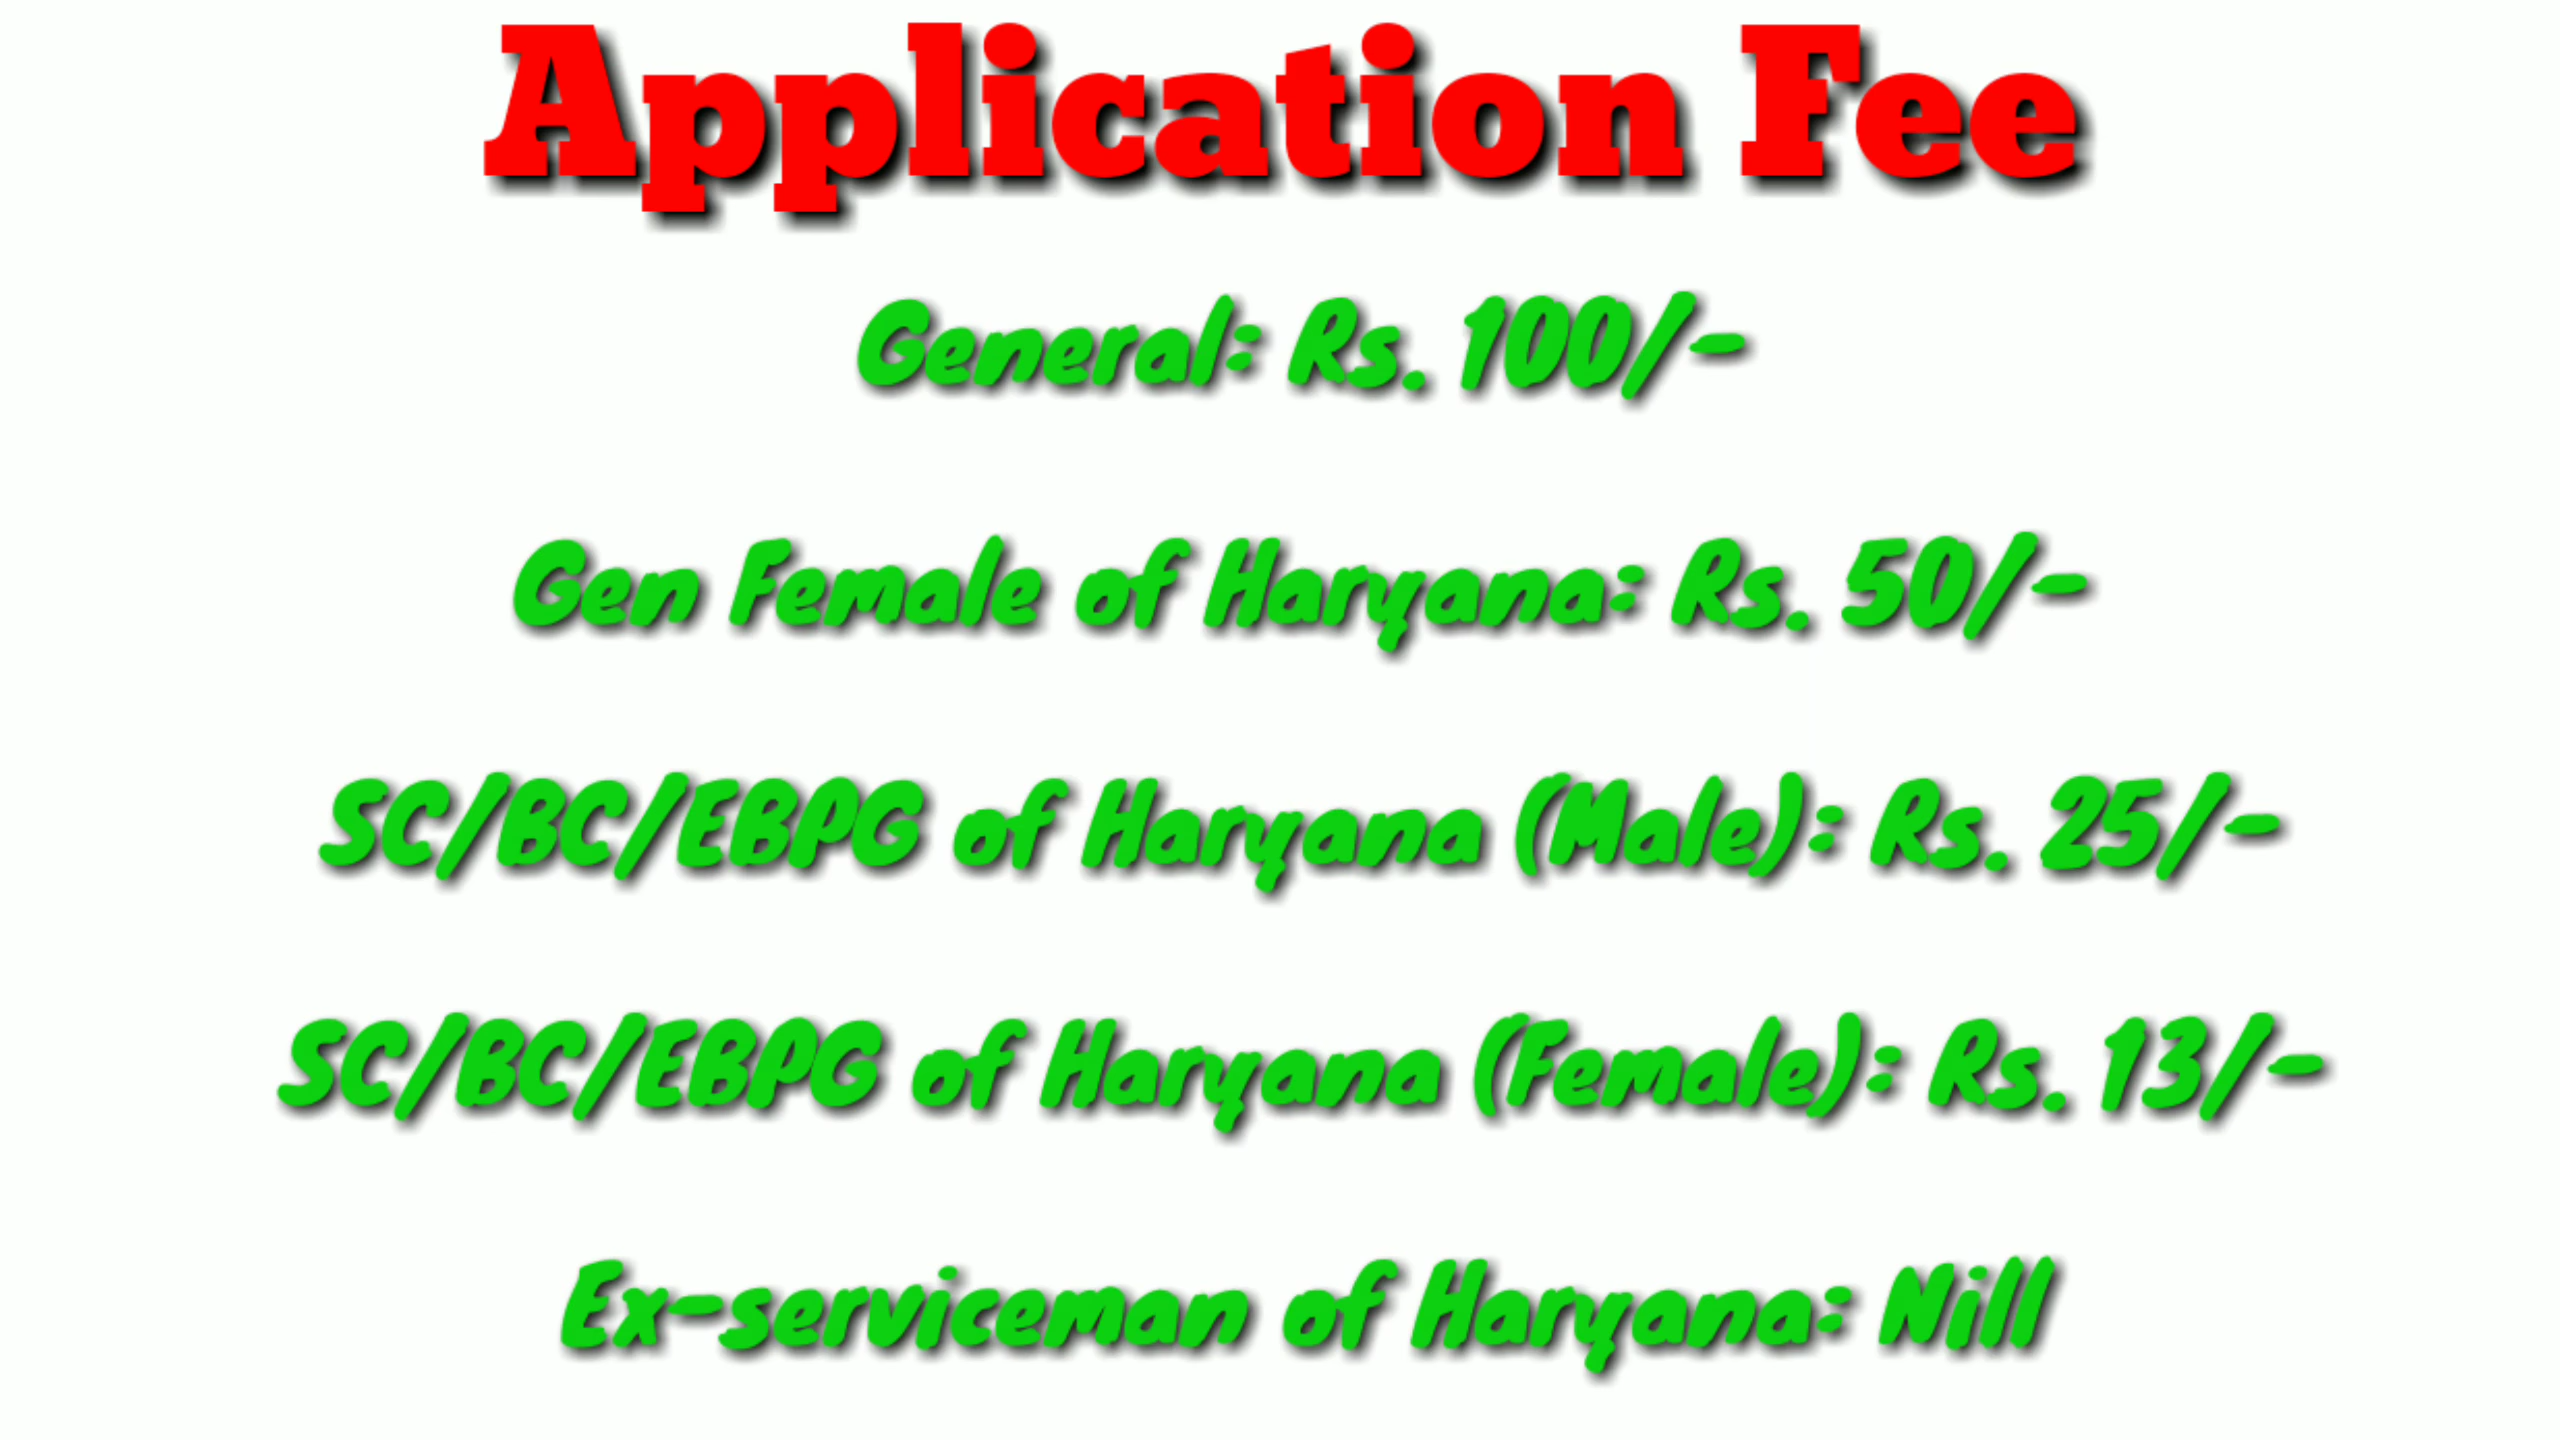 Application Fee
General: Rs. 100/-
Gen Female of Haryana: Rs. 50/-
SC/BC/EBPG of Haryana (Male): Rs. 25/-
SC/BC/EBPG of Haryana (Female): Rs. 13/-
Ex-serviceman of Haryana: Nill